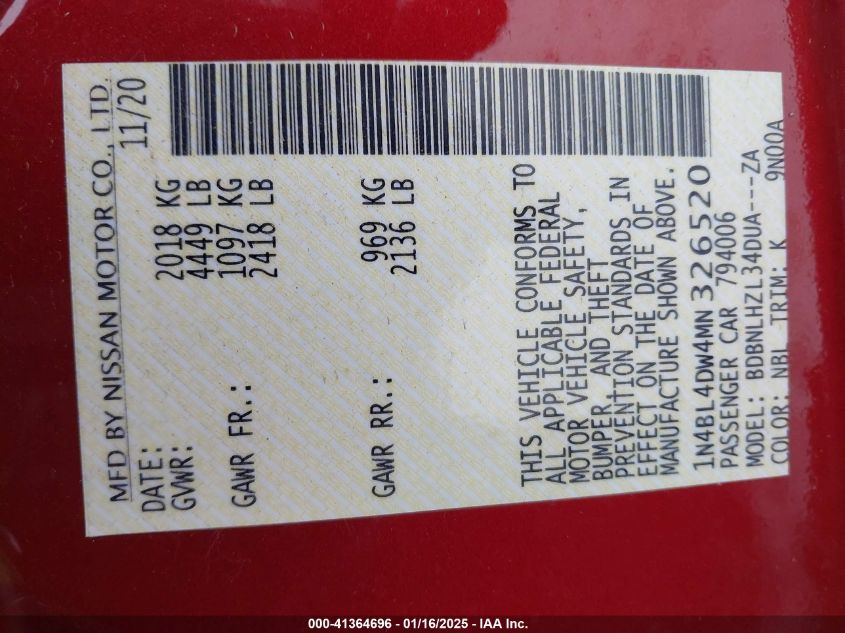 MFD BY NISSAN MOTOR CO., LTD.
DATE: 11/20
GVWR: 2018 KG
4449 LB
GAWR FR.: 1097 KG
2418 LB
GAWR RR.: 969 KG
2136 LB
THIS VEHICLE CONFORMS TO
ALL APPLICABLE FEDERAL
MOTOR VEHICLE SAFETY,
BUMPER, AND THEFT
PREVENTION STANDARDS IN
EFFECT ON THE DATE OF
MANUFACTURE SHOWN ABOVE.
1N4BL4DW4MN326520
PASSENGER CAR 794006
MODEL: BDBNLHZL34DUA---ZA
COLOR: NBL TRIM: K 9N00A
000-41364696 - 01/16/2025 - IAA Inc.